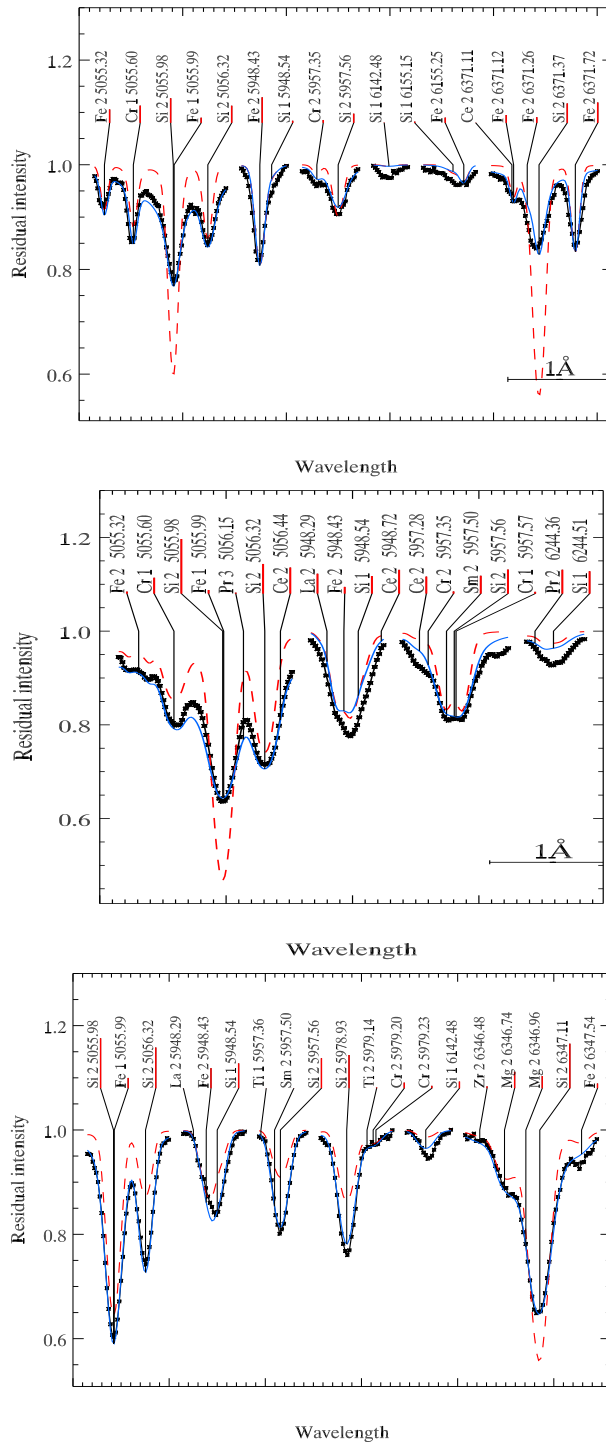 1.2
1.0
0.8
0.6
Residual intensity
Fe 2 5055.32
Cr 1 5055.60
Si 2 5055.98
Fe 1 5055.99
Si 2 5056.32
Fe 2 5948.43
Si 1 5948.54
Cr 2 5957.35
Si 2 5957.56
Si 1 6142.48
Si 1 6155.15
Fe 2 6155.25
Ce 2 6371.11
Fe 2 6371.12
Fe 2 6371.26
Si 2 6371.37
Fe 2 6371.72
1Å
Wavelength
1.2
1.0
0.8
0.6
Residual intensity
Fe 2 5055.32
Cr 1 5055.60
Si 2 5055.98
Fe 1 5055.99
Pr 3 5056.15
Si 2 5056.32
Ce 2 5056.44
La 2 5948.29
Fe 2 5948.43
Si 1 5948.54
Ce 2 5948.72
Ce 2 5957.28
Cr 2 5957.35
Sm 2 5957.50
Si 2 5957.56
Cr 1 5957.57
Pr 2 6244.36
Si 1 6244.51
1Å
Wavelength
1.2
1.0
0.8
0.6
Residual intensity
Si 2 5055.98
Fe 1 5055.99
Si 2 5056.32
La 2 5948.29
Fe 2 5948.43
Si 1 5948.54
Ti 1 5957.36
Sm 2 5957.50
Si 2 5957.56
Si 2 5978.93
Ti 2 5979.14
Cr 2 5979.20
Cr 2 5979.23
Si 1 6142.48
Zr 2 6346.48
Mg 2 6346.74
Mg 2 6346.96
Si 2 6347.11
Fe 2 6347.54
Wavelength